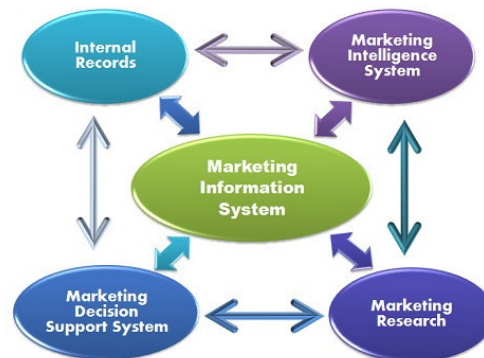 Internal
Records
Marketing
Intelligence
System
Marketing
Information
System
Marketing
Decision
Support System
Marketing
Research